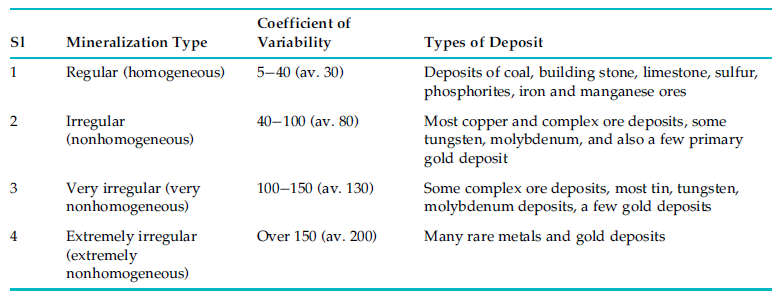 Coefficient of
Sl Mineralization Type Variability Types of Deposit
1 Regular (homogeneous) 5–40 (av. 30) Deposits of coal, building stone, limestone, sulfur,
phosphorites, iron and manganese ores
2 Irregular 40–100 (av. 80) Most copper and complex ore deposits, some
(nonhomogeneous) tungsten, molybdenum, and also a few primary
gold deposit
3 Very irregular (very 100–150 (av. 130) Some complex ore deposits, most tin, tungsten,
nonhomogeneous) molybdenum deposits, a few gold deposits
4 Extremely irregular Over 150 (av. 200) Many rare metals and gold deposits
(extremely
nonhomogeneous)